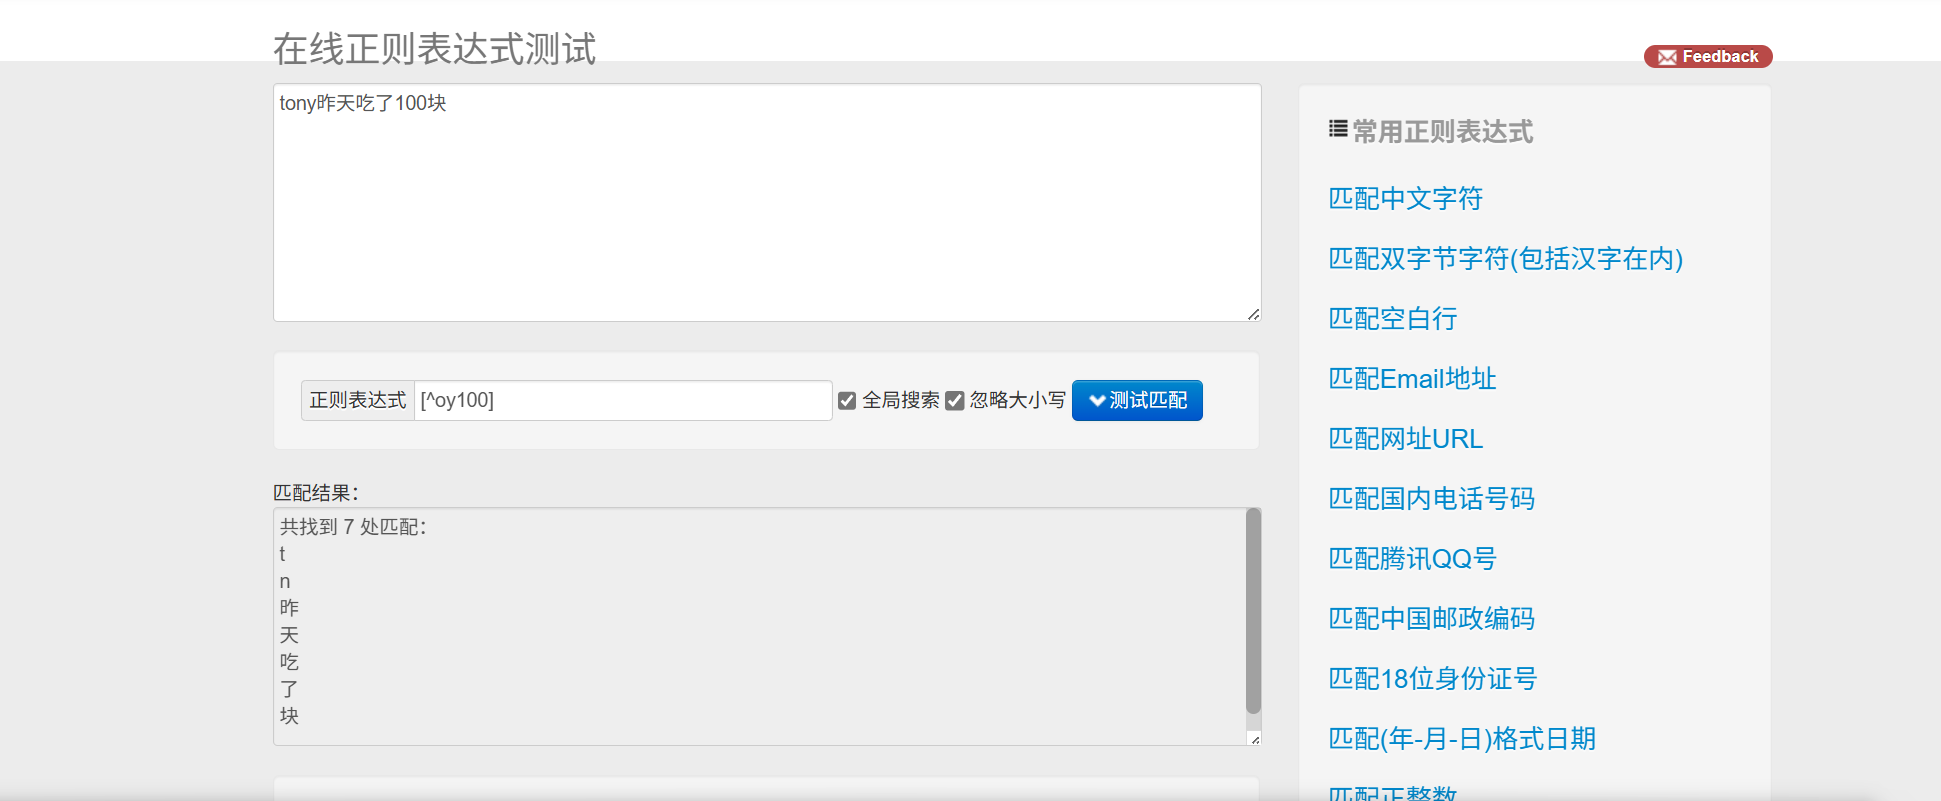 在线正则表达式测试
Feedback
tony昨天吃了100块
正则表达式 [^oy100] 全局搜索 忽略大小写 测试匹配
匹配结果：
共找到 7 处匹配：
t
n
昨
天
吃
了
块
常用正则表达式
匹配中文字符
匹配双字节字符(包括汉字在内)
匹配空白行
匹配Email地址
匹配网址URL
匹配国内电话号码
匹配腾讯QQ号
匹配中国邮政编码
匹配18位身份证号
匹配(年-月-日)格式日期
匹配正整数